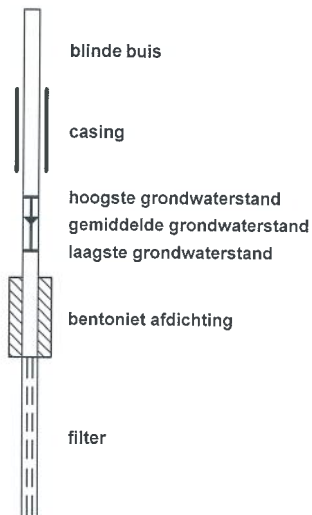 blinde buis
casing
hoogste grondwaterstand
gemiddelde grondwaterstand
laagste grondwaterstand
bentoniet afdichting
filter